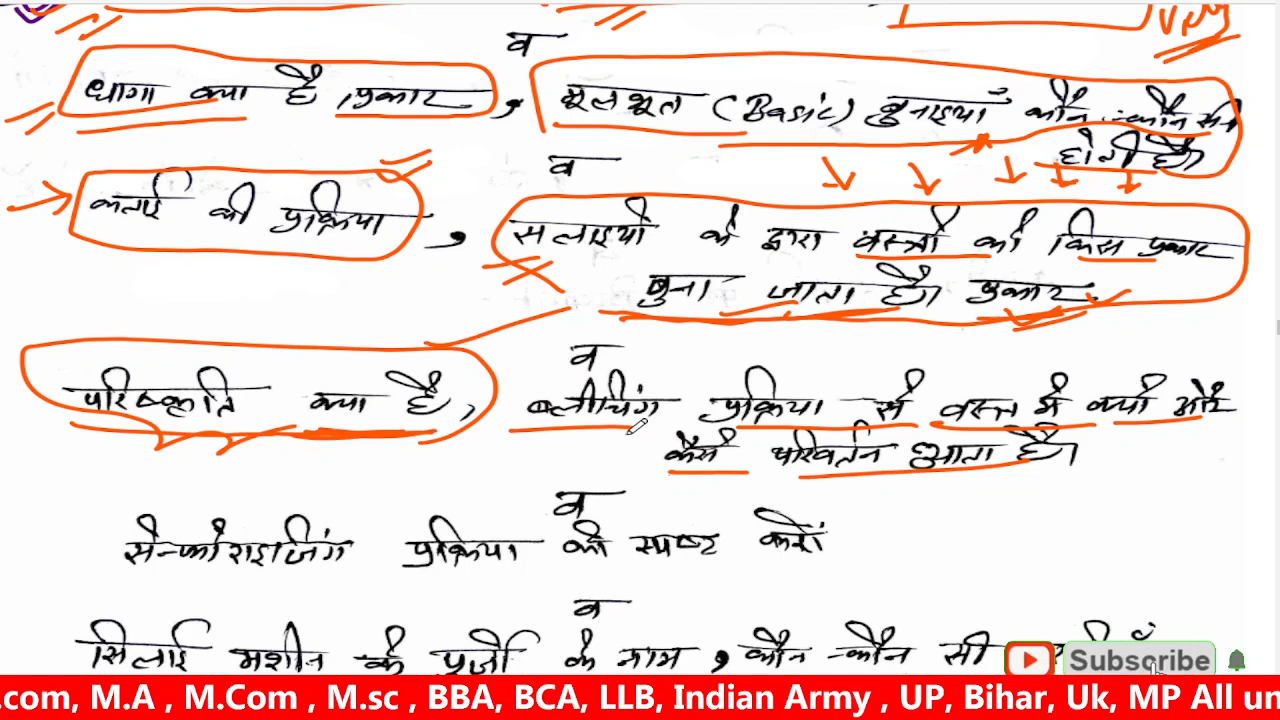 व
धागा क्या है, प्रकार, मूलभूत (Basic) बुनाइयाँ कौन-कौन सी
होती है।
व
कताई की प्रक्रिया, सलाइयों के द्वारा वस्त्रों को किस प्रकार
बुना जाता है। प्रकार
व
परिष्कृति क्या है, ब्लीचिंग प्रक्रिया से वस्त्र में क्यों और
कैसे परिवर्तन आता है।
व
सेन्फोराइजिंग प्रक्रिया को स्पष्ट करो
व
सिलाई मशीन के पुर्जों के नाम, कौन-कौन सी
Subscribe
.com, M.A , M.Com , M.sc , BBA, BCA, LLB, Indian Army , UP, Bihar, Uk, MP All un